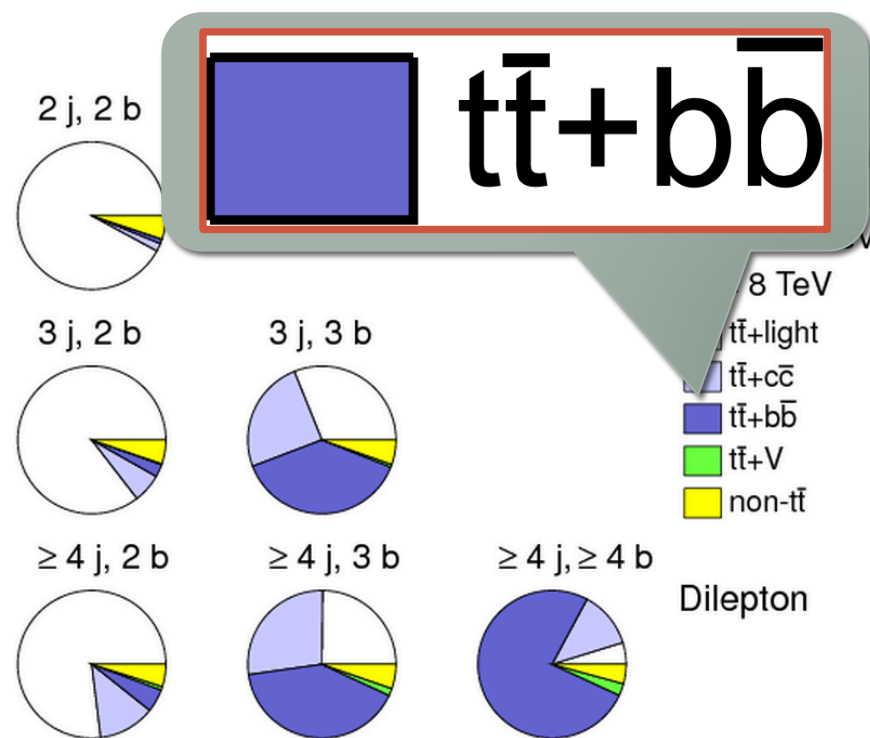 tt̅+bb̅
2 j, 2 b
8 TeV
3 j, 2 b
3 j, 3 b
tt̅+light
tt̅+cc̅
tt̅+bb̅
tt̅+V
non-tt̅
≥ 4 j, 2 b
≥ 4 j, 3 b
≥ 4 j, ≥ 4 b
Dilepton